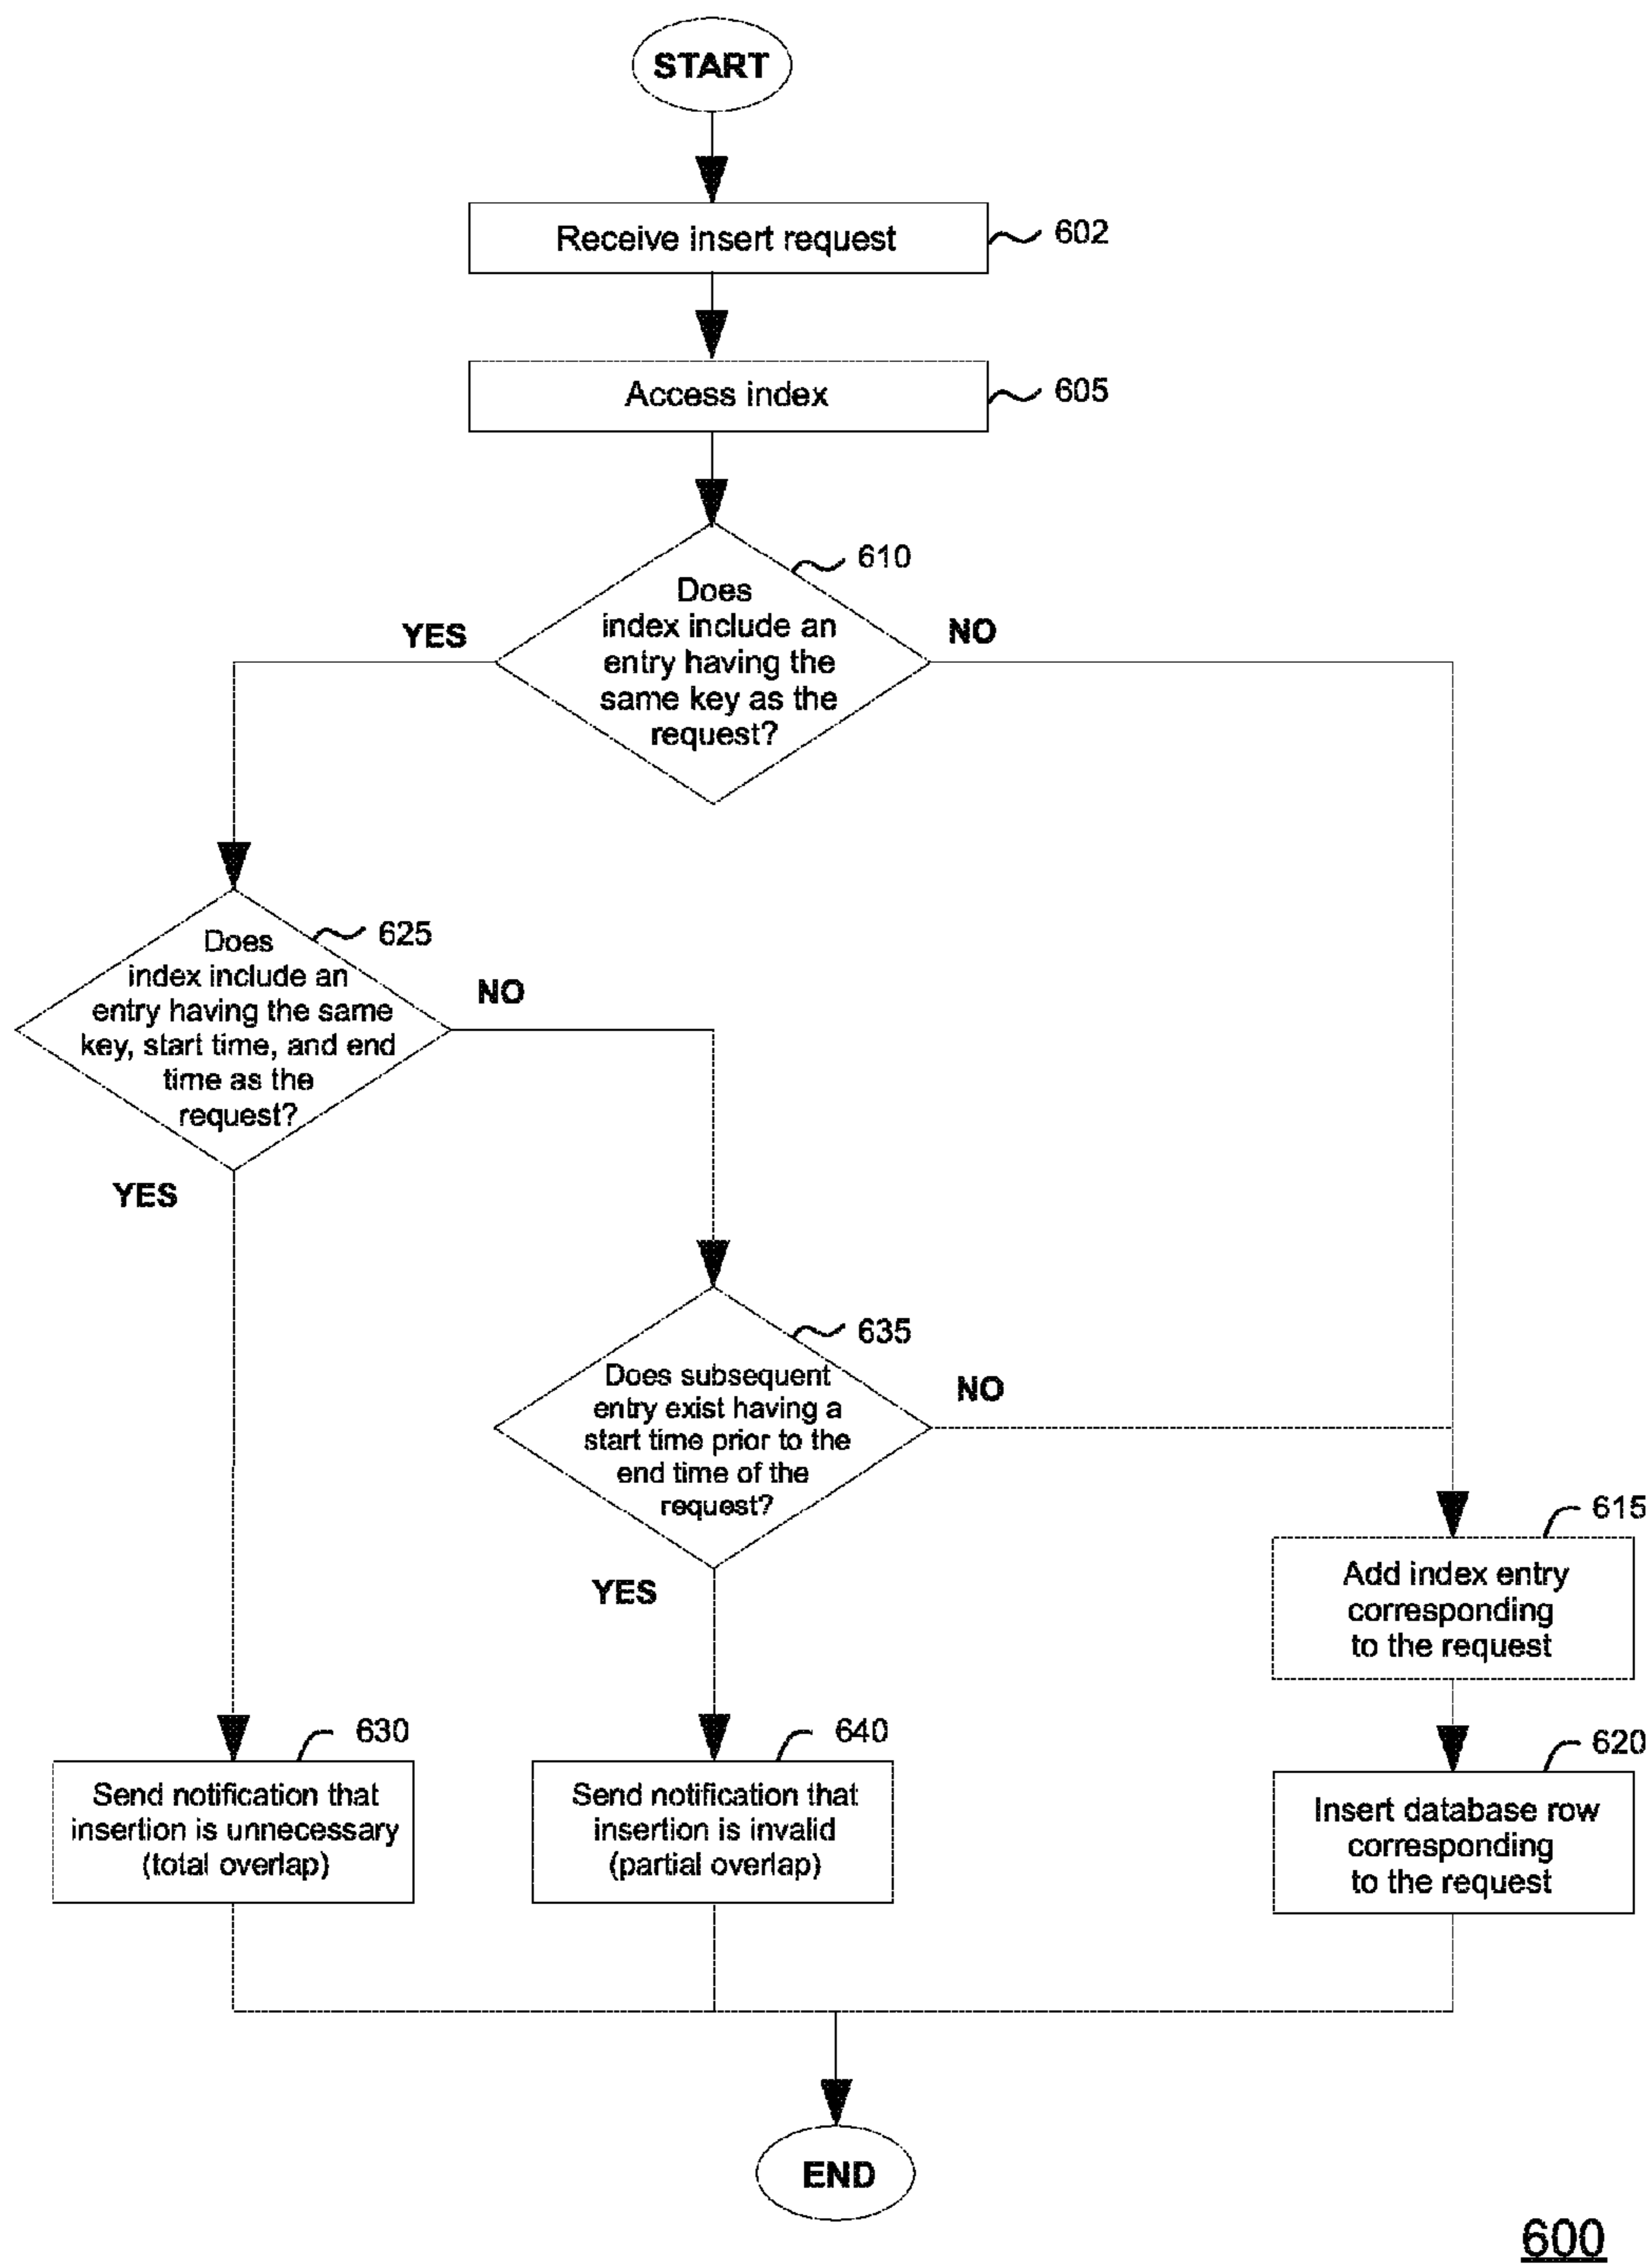 START
Receive insert request
602
Access index
605
610
Does
index include an
entry having the
same key as the
request?
YES
NO
625
Does
index include an
entry having the same
key, start time, and end
time as the
request?
NO
YES
635
Does subsequent
entry exist having a
start time prior to the
end time of the
request?
NO
YES
615
Add index entry
corresponding
to the request
630
Send notification that
insertion is unnecessary
(total overlap)
640
Send notification that
insertion is invalid
(partial overlap)
620
Insert database row
corresponding
to the request
END
600